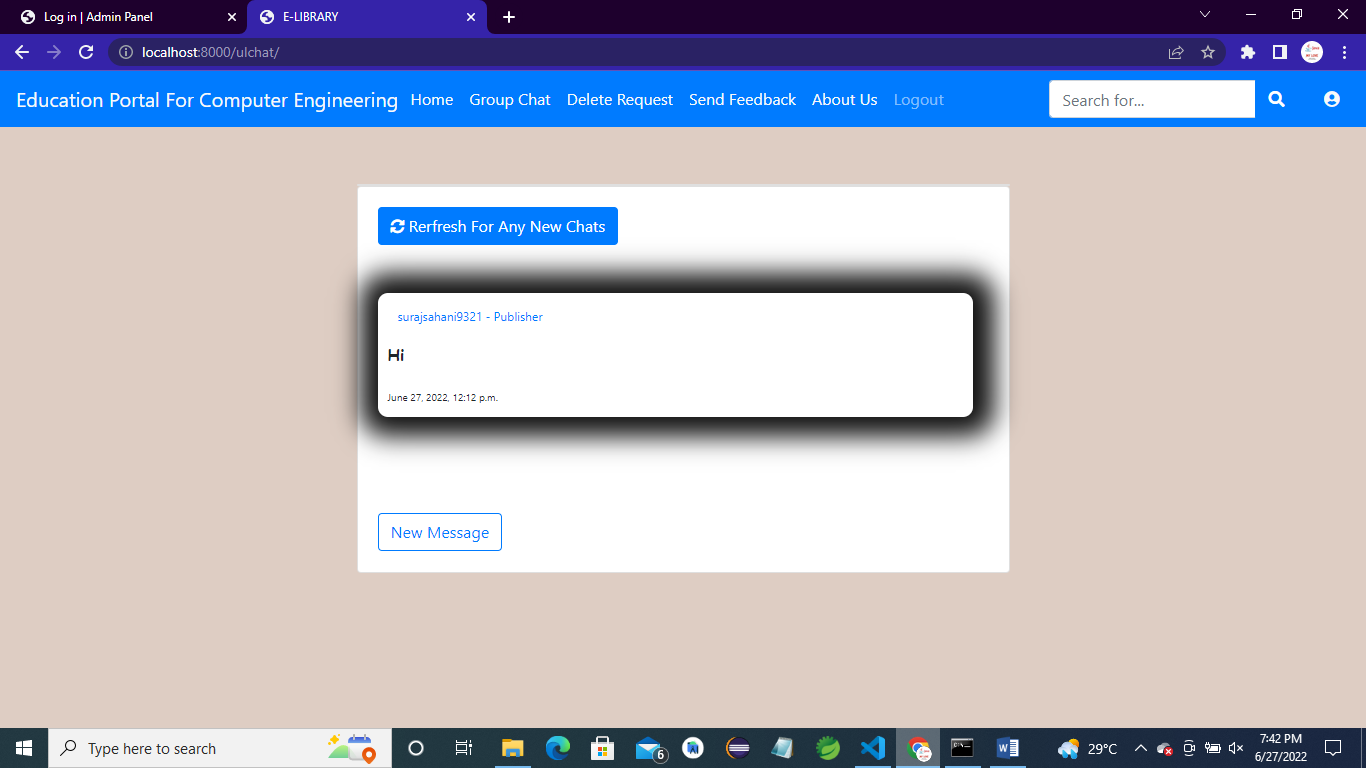 Log in | Admin Panel
E-LIBRARY
localhost:8000/ulchat/
Education Portal For Computer Engineering Home Group Chat Delete Request Send Feedback About Us Logout Search for...
Rerfresh For Any New Chats
surajsahani9321 - Publisher
Hi
June 27, 2022, 12:12 p.m.
New Message
Type here to search
6
29°C
7:42 PM
6/27/2022